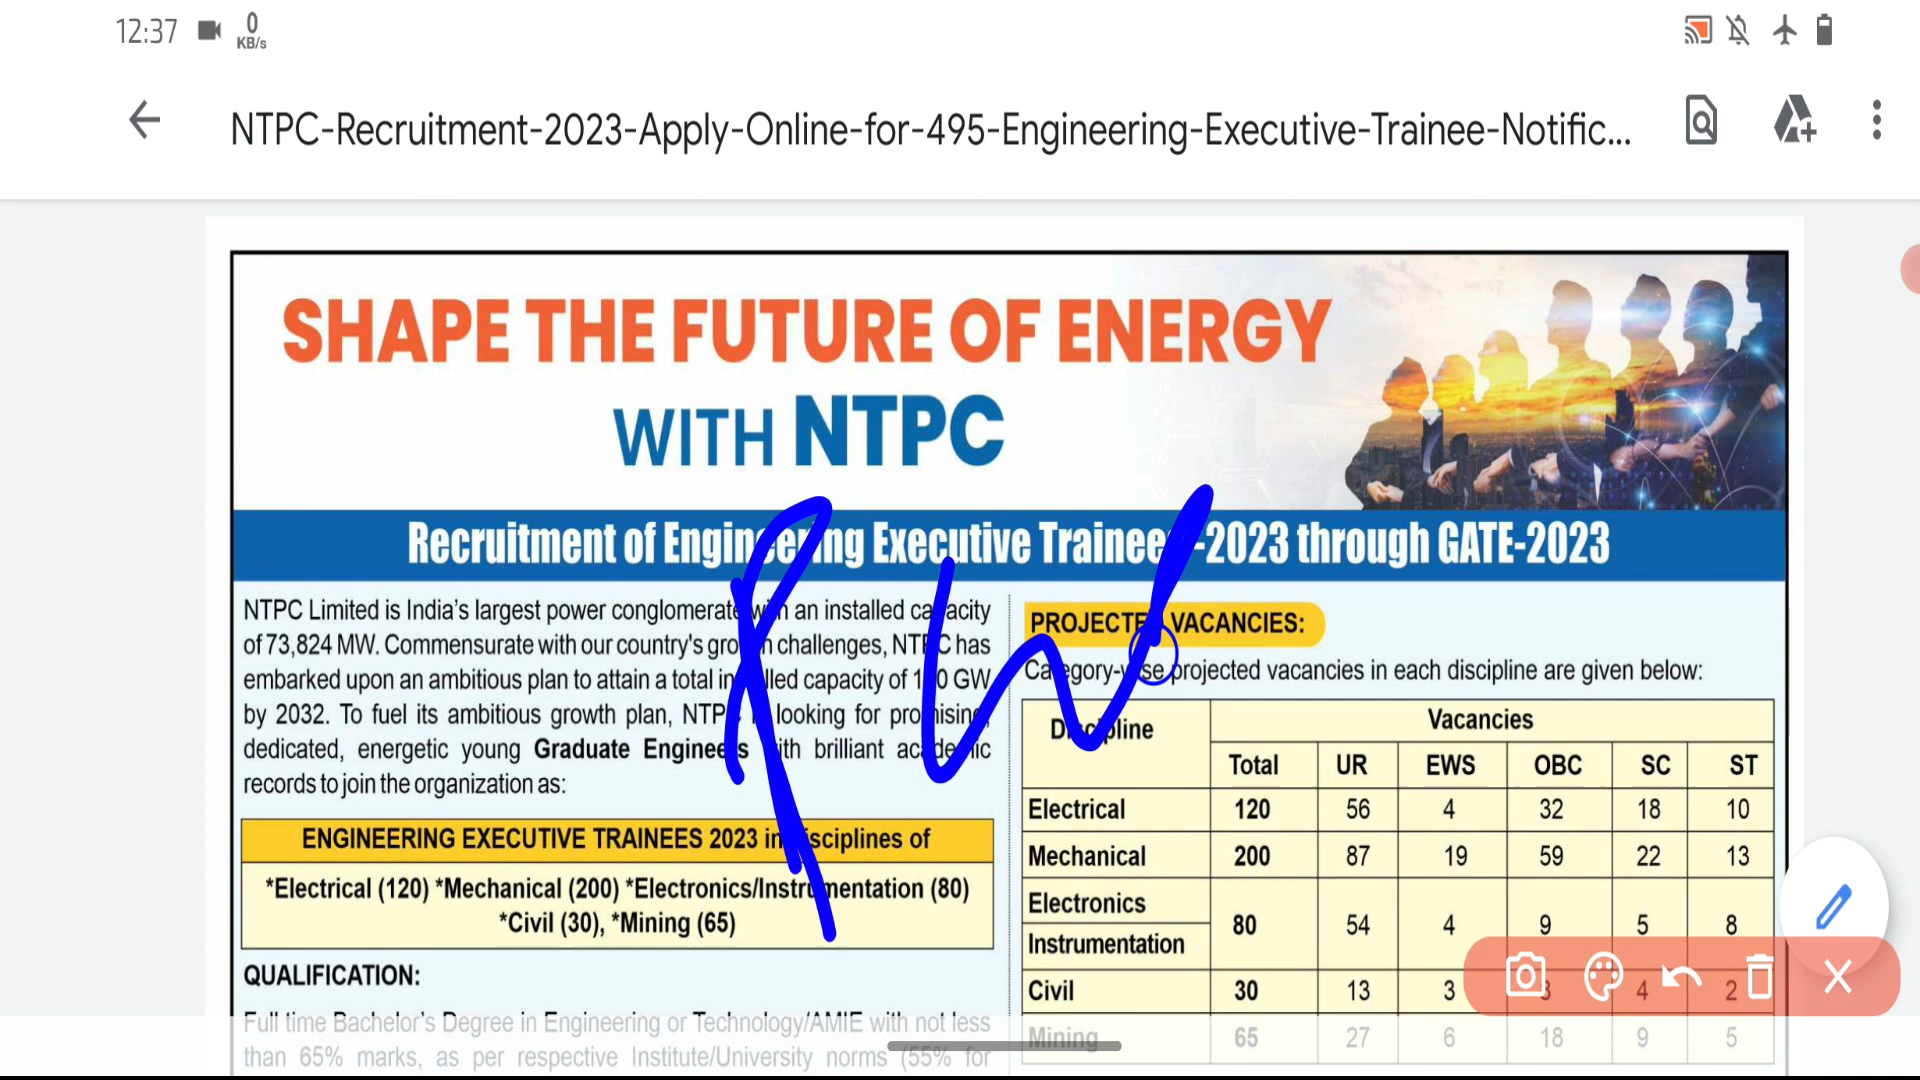 12:37 0 KB/s
NTPC-Recruitment-2023-Apply-Online-for-495-Engineering-Executive-Trainee-Notific...
SHAPE THE FUTURE OF ENERGY
WITH NTPC
Recruitment of Engineering Executive Trainees-2023 through GATE-2023
NTPC Limited is India's largest power conglomerate with an installed capacity
of 73,824 MW. Commensurate with our country's growth challenges, NTPC has
embarked upon an ambitious plan to attain a total installed capacity of GW
by 2032. To fuel its ambitious growth plan, NTPC is looking for promising,
dedicated, energetic young Graduate Engineers with brilliant academic
records to join the organization as:
ENGINEERING EXECUTIVE TRAINEES 2023 in disciplines of
*Electrical (120) *Mechanical (200) *Electronics/Instrumentation (80)
*Civil (30), *Mining (65)
QUALIFICATION:
Full time Bachelor's Degree in Engineering or Technology/AMIE with not less
than 65% marks, as per respective Institute/University norms (55% for
PROJECTED VACANCIES:
Category-wise projected vacancies in each discipline are given below:
Discipline Vacancies
Total UR EWS OBC SC ST
Electrical 120 56 4 32 18 10
Mechanical 200 87 19 59 22 13
Electronics
Instrumentation 80 54 4 9 5 8
Civil 30 13 3 8 4 2
Mining 65 27 6 18 9 5